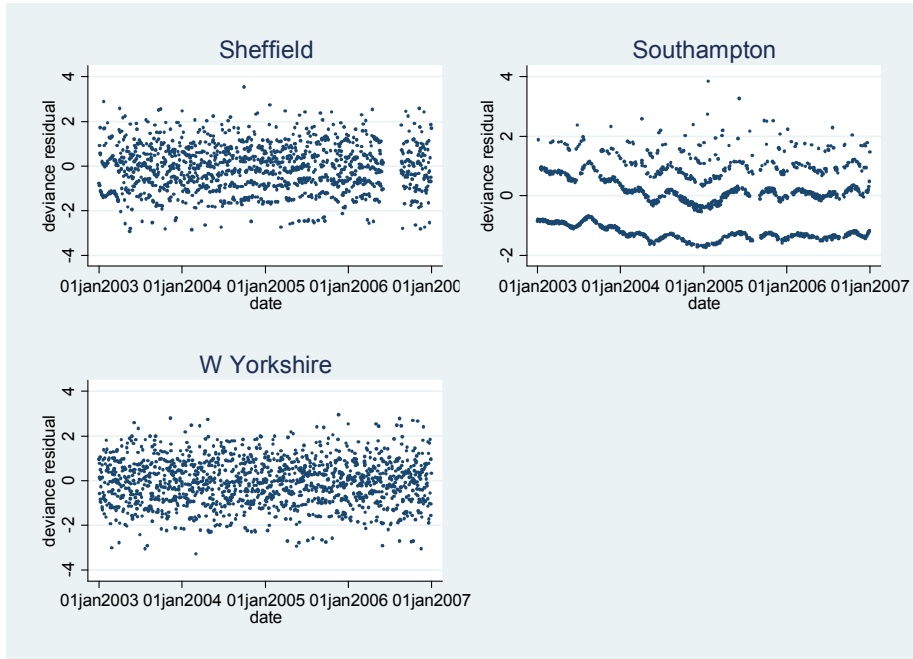 Sheffield
deviance residual
4
2
0
-2
-4
01jan2003 01jan2004 01jan2005 01jan2006 01jan200
date
Southampton
deviance residual
4
2
0
-2
01jan2003 01jan2004 01jan2005 01jan2006 01jan2007
date
W Yorkshire
deviance residual
4
2
0
-2
-4
01jan2003 01jan2004 01jan2005 01jan2006 01jan2007
date